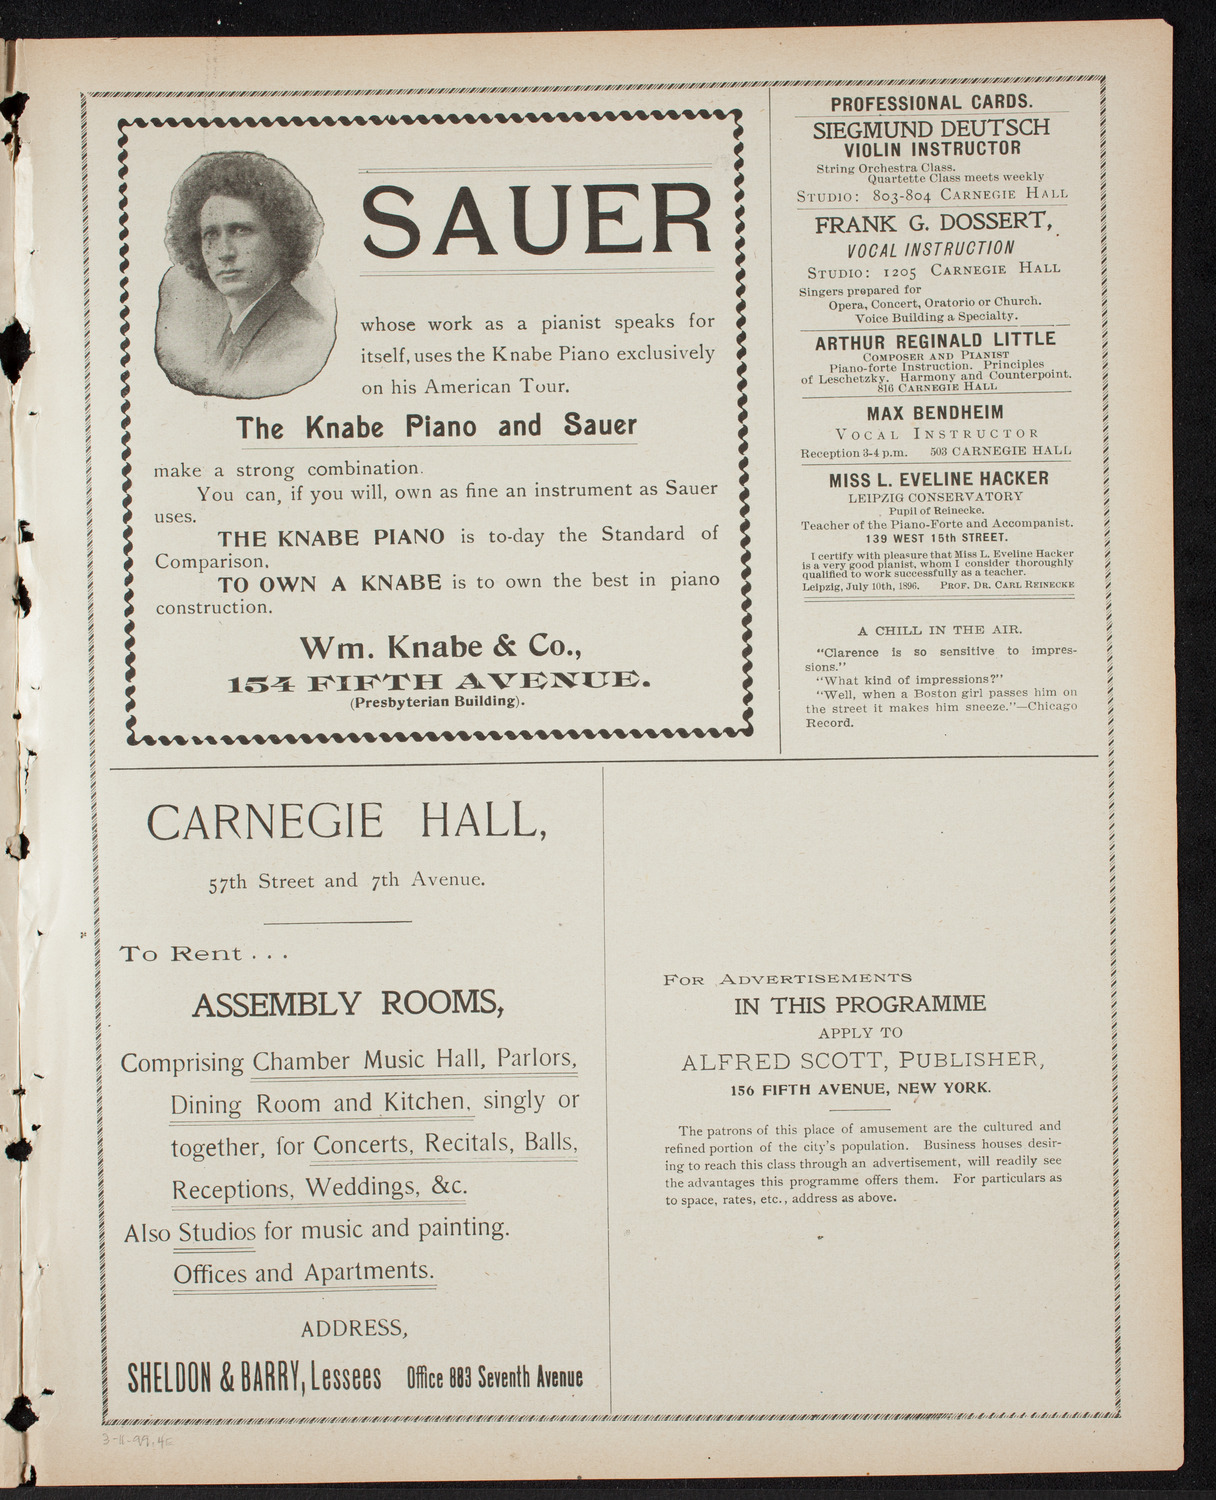 SAUER
whose work as a pianist speaks for
itself, uses the Knabe Piano exclusively
on his American Tour.
The Knabe Piano and Sauer
make a strong combination.
You can, if you will, own as fine an instrument as Sauer
uses.
THE KNABE PIANO is to-day the Standard of
Comparison,
TO OWN A KNABE is to own the best in piano
construction.
Wm. Knabe & Co.,
154 FIFTH AVENUE.
(Presbyterian Building).
PROFESSIONAL CARDS.
SIEGMUND DEUTSCH
VIOLIN INSTRUCTOR
String Orchestra Class.
Quartette Class meets weekly
STUDIO: 803-804 CARNEGIE HALL
FRANK G. DOSSERT,
VOCAL INSTRUCTION
STUDIO: 1205 CARNEGIE HALL
Singers prepared for
Opera, Concert, Oratorio or Church.
Voice Building a Specialty.
ARTHUR REGINALD LITTLE
COMPOSER AND PIANIST
Piano-forte Instruction. Principles
of Leschetzky. Harmony and Counterpoint.
816 CARNEGIE HALL
MAX BENDHEIM
VOCAL INSTRUCTOR
Reception 3-4 p.m. 503 CARNEGIE HALL
MISS L. EVELINE HACKER
LEIPZIG CONSERVATORY
Pupil of Reinecke.
Teacher of the Piano-Forte and Accompanist.
139 WEST 15th STREET.
I certify with pleasure that Miss L. Eveline Hacker
is a very good pianist, whom I consider thoroughly
qualified to work successfully as a teacher.
Leipzig, July 10th, 1896. PROF. DR. CARL REINECKE
A CHILL IN THE AIR.
"Clarence is so sensitive to impres-
sions."
"What kind of impressions?"
"Well, when a Boston girl passes him on
the street it makes him sneeze."—Chicago
Record.
CARNEGIE HALL,
57th Street and 7th Avenue.
To Rent . . .
ASSEMBLY ROOMS,
Comprising Chamber Music Hall, Parlors,
Dining Room and Kitchen, singly or
together, for Concerts, Recitals, Balls,
Receptions, Weddings, &c.
Also Studios for music and painting.
Offices and Apartments.
ADDRESS,
SHELDON & BARRY, Lessees Office 883 Seventh Avenue
FOR ADVERTISEMENTS
IN THIS PROGRAMME
APPLY TO
ALFRED SCOTT, PUBLISHER,
156 FIFTH AVENUE, NEW YORK.
The patrons of this place of amusement are the cultured and
refined portion of the city's population. Business houses desir-
ing to reach this class through an advertisement, will readily see
the advantages this programme offers them. For particulars as
to space, rates, etc., address as above.